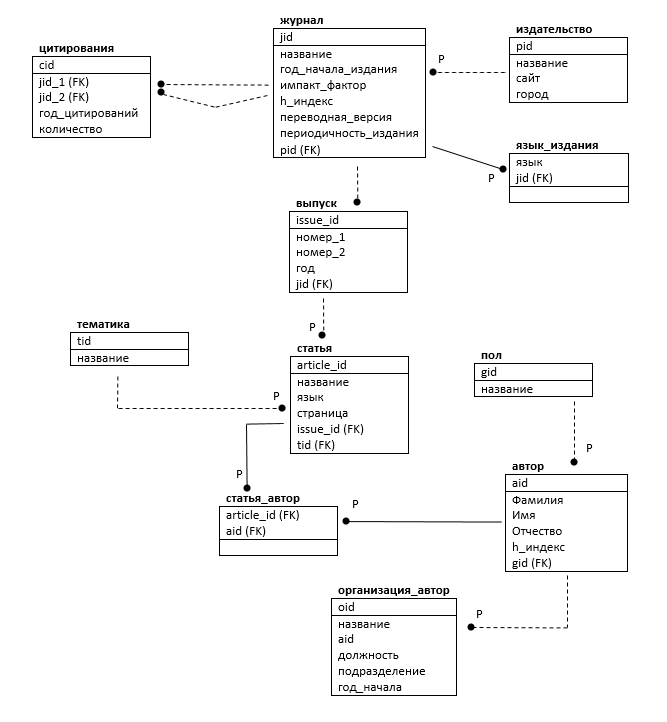 журнал
jid
название
год_начала_издания
импакт_фактор
h_индекс
переводная_версия
периодичность_издания
pid (FK)
цитирования
cid
jid_1 (FK)
jid_2 (FK)
год_цитирований
количество
издательство
pid
название
сайт
город
P
язык_издания
язык
jid (FK)
P
выпуск
issue_id
номер_1
номер_2
год
jid (FK)
P
тематика
tid
название
P
статья
article_id
название
язык
страница
issue_id (FK)
tid (FK)
пол
gid
название
P
P
статья_автор
article_id (FK)
aid (FK)
P
автор
aid
Фамилия
Имя
Отчество
h_индекс
gid (FK)
организация_автор
oid
название
aid
должность
подразделение
год_начала
P